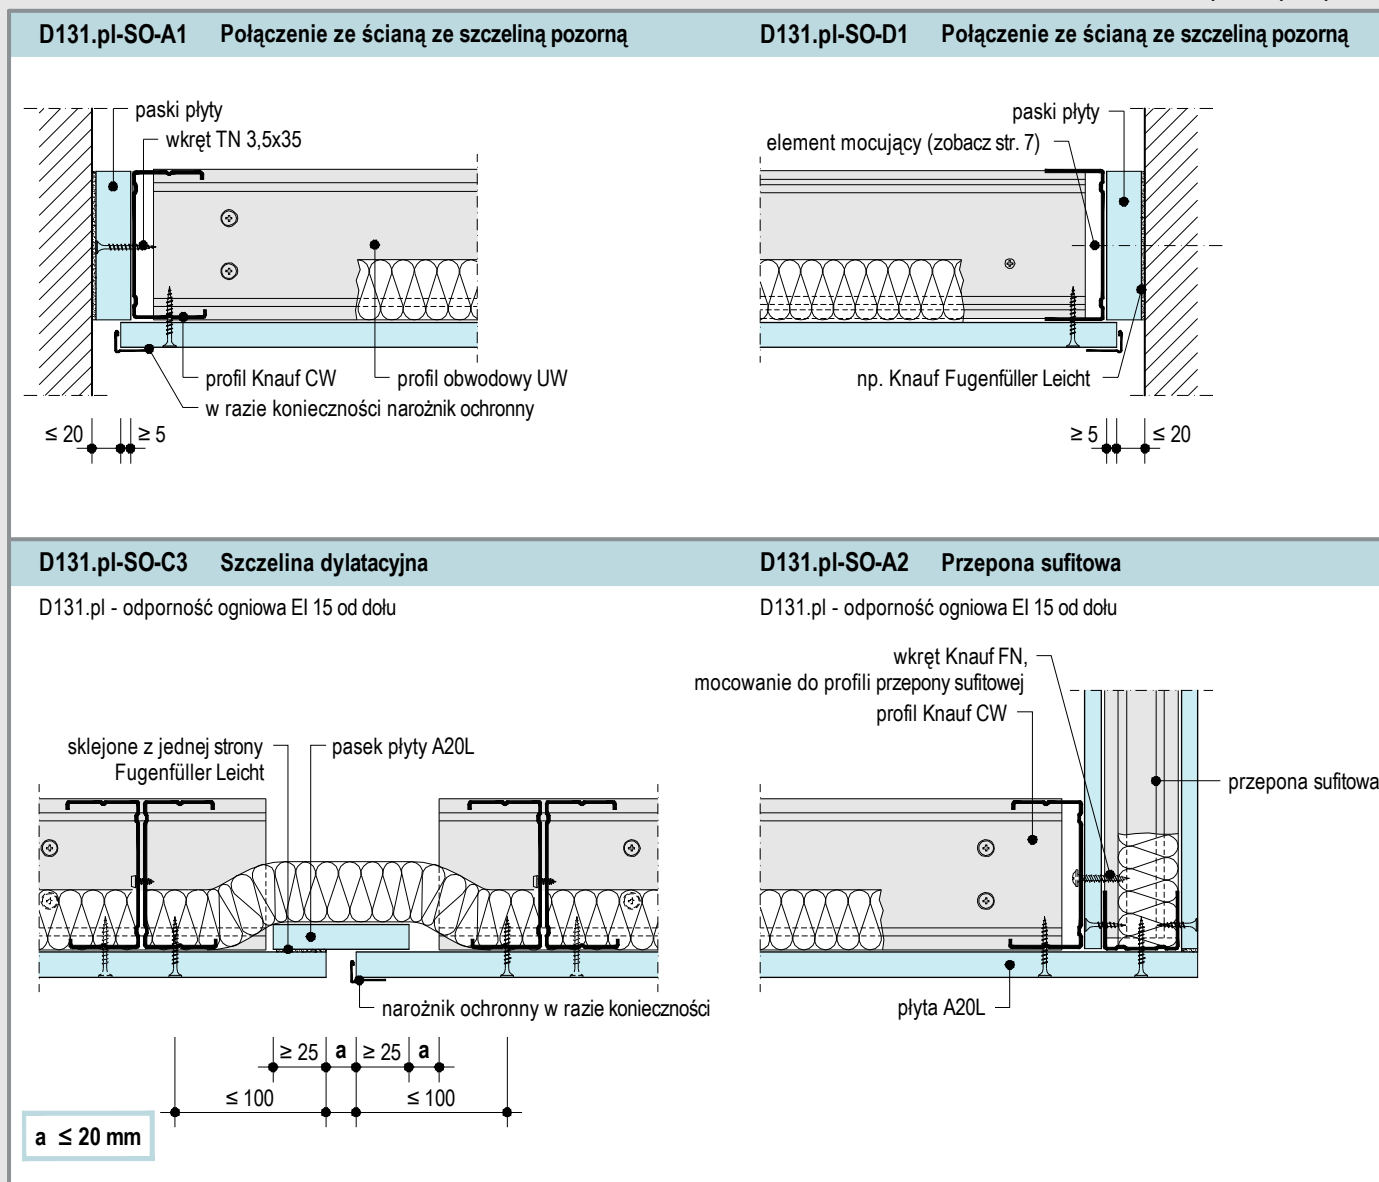 D131.pl-SO-A1 Połączenie ze ścianą ze szczeliną pozorną
paski płyty
wkręt TN 3,5x35
profil Knauf CW
profil obwodowy UW
w razie konieczności narożnik ochronny
≤ 20
≥ 5
D131.pl-SO-D1 Połączenie ze ścianą ze szczeliną pozorną
paski płyty
element mocujący (zobacz str. 7)
np. Knauf Fugenfüller Leicht
≥ 5
≤ 20
D131.pl-SO-C3 Szczelina dylatacyjna
D131.pl - odporność ogniowa EI 15 od dołu
sklejone z jednej strony
Fugenfüller Leicht
pasek płyty A20L
narożnik ochronny w razie konieczności
≥ 25 a ≥ 25 a
≤ 100 ≤ 100
a ≤ 20 mm
D131.pl-SO-A2 Przepona sufitowa
D131.pl - odporność ogniowa EI 15 od dołu
wkręt Knauf FN,
mocowanie do profili przepony sufitowej
profil Knauf CW
przepona sufitowa
płyta A20L